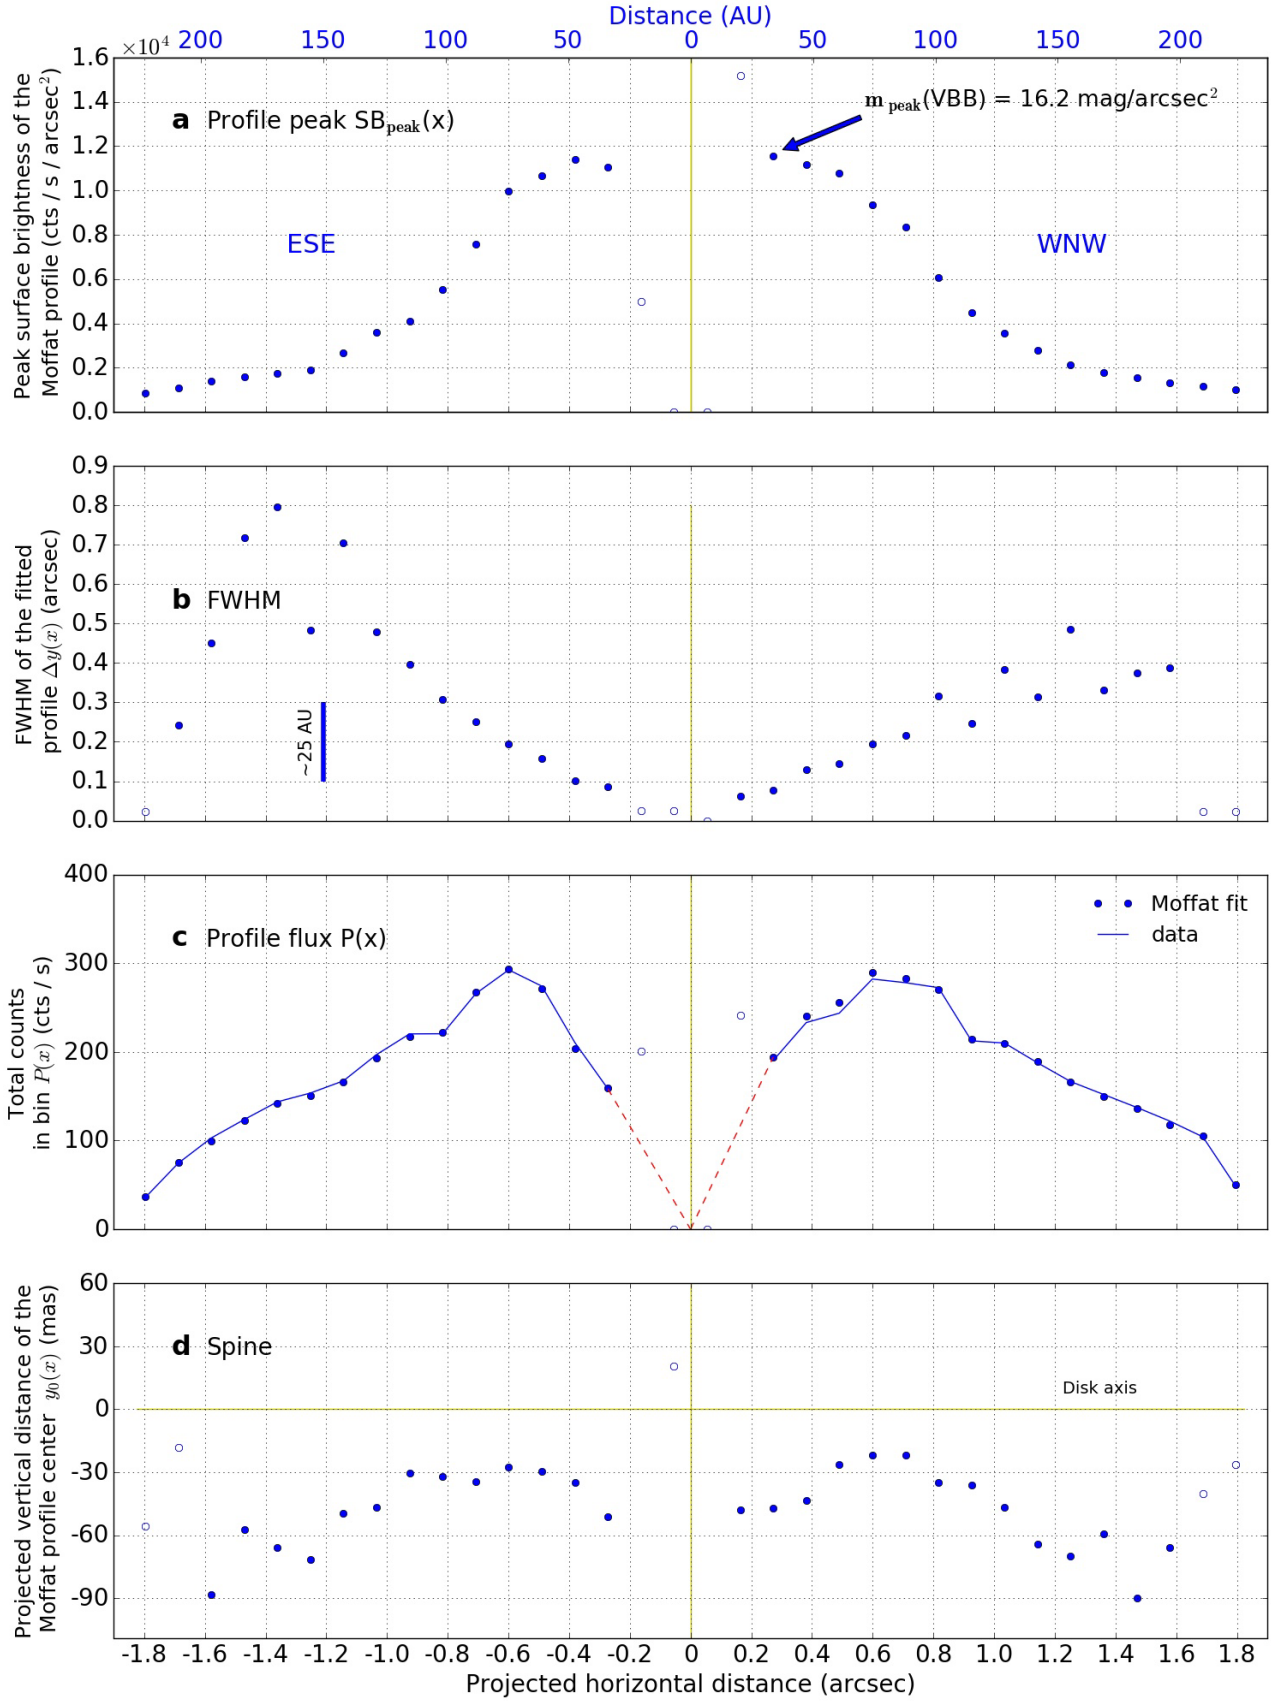 Distance (AU)
×10⁴ 200 150 100 50 0 50 100 150 200
Peak surface brightness of the
Moffat profile (cts / s / arcsec²)
1.6
1.4
1.2
1.0
0.8
0.6
0.4
0.2
0.0
a Profile peak SBpeak(x)
m peak(VBB) = 16.2 mag/arcsec²
ESE
WNW
FWHM of the fitted
profile Δy(x) (arcsec)
0.9
0.8
0.7
0.6
0.5
0.4
0.3
0.2
0.1
0.0
b FWHM
~25 AU
Total counts
in bin P(x) (cts / s)
400
300
200
100
0
c Profile flux P(x)
Moffat fit
data
Projected vertical distance of the
Moffat profile center y₀(x) (mas)
60
30
0
-30
-60
-90
d Spine
Disk axis
-1.8 -1.6 -1.4 -1.2 -1.0 -0.8 -0.6 -0.4 -0.2 0 0.2 0.4 0.6 0.8 1.0 1.2 1.4 1.6 1.8
Projected horizontal distance (arcsec)